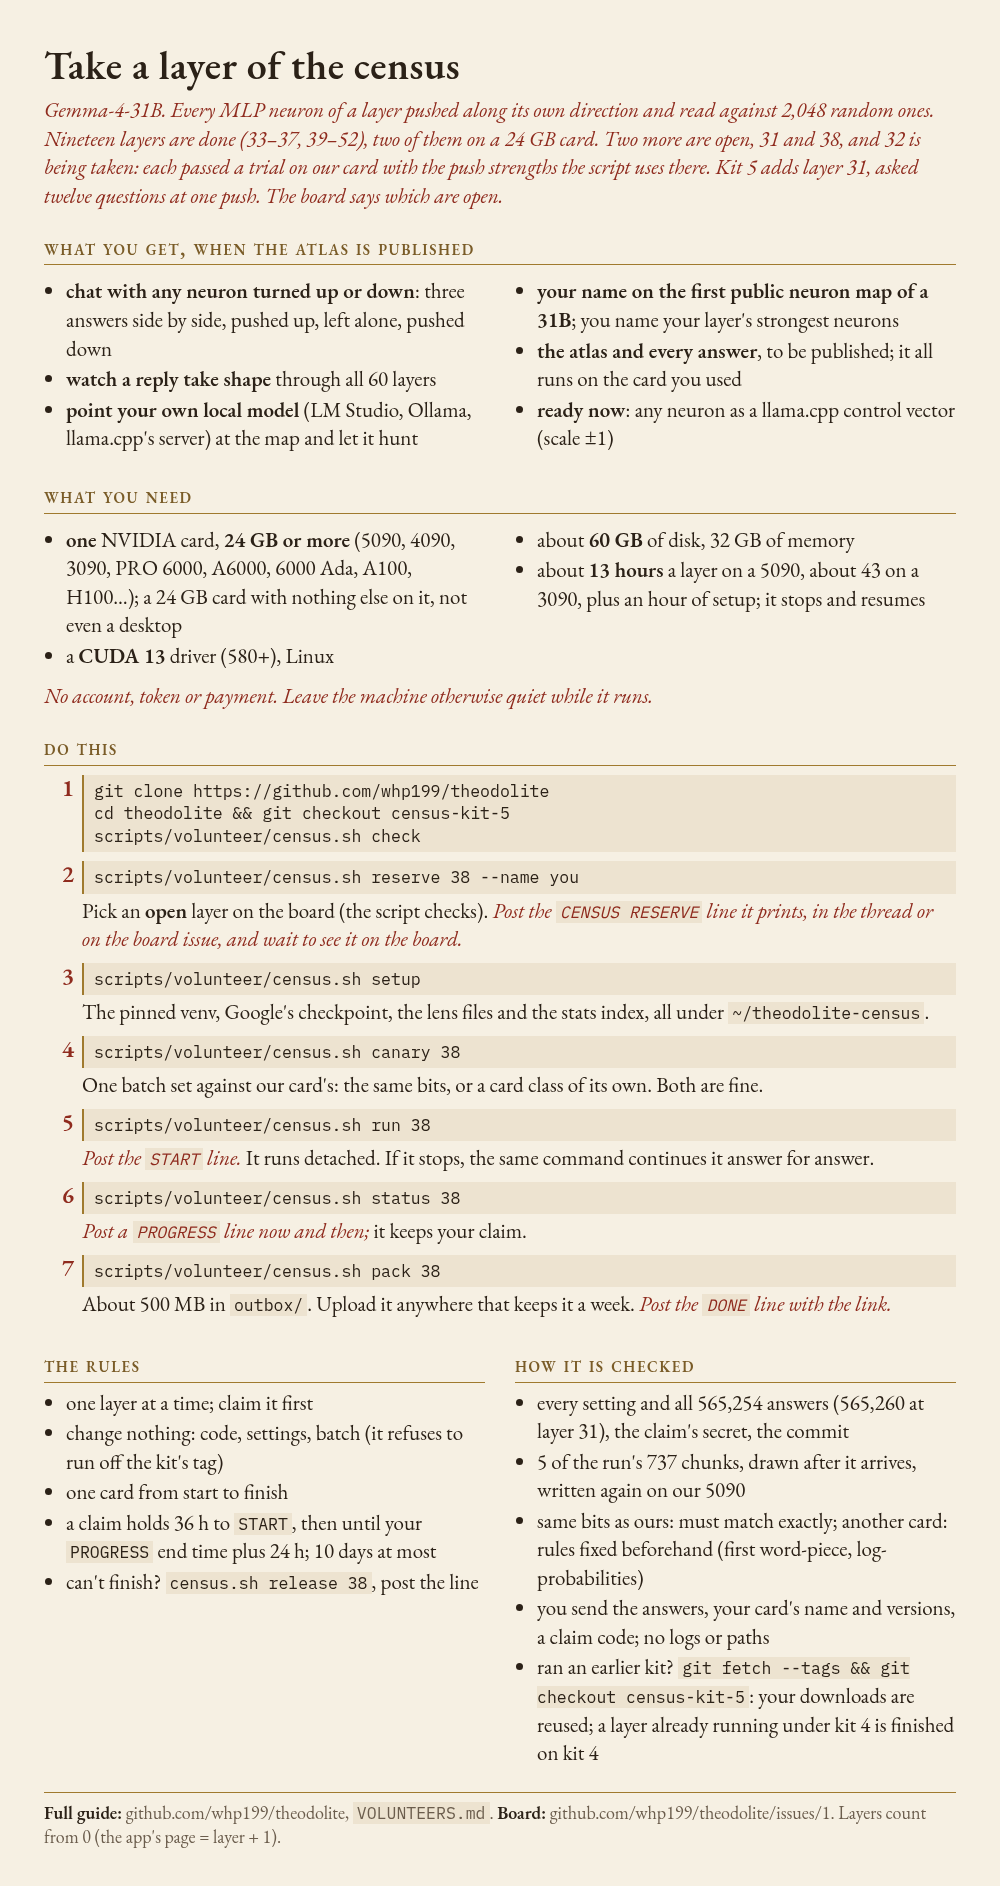 Take a layer of the census
Gemma-4-31B. Every MLP neuron of a layer pushed along its own direction and read against 2,048 random ones.
Nineteen layers are done (33–37, 39–52), two of them on a 24 GB card. Two more are open, 31 and 38, and 32 is
being taken: each passed a trial on our card with the push strengths the script uses there. Kit 5 adds layer 31, asked
twelve questions at one push. The board says which are open.
WHAT YOU GET, WHEN THE ATLAS IS PUBLISHED
• chat with any neuron turned up or down: three
answers side by side, pushed up, left alone, pushed
down
• watch a reply take shape through all 60 layers
• point your own local model (LM Studio, Ollama,
llama.cpp's server) at the map and let it hunt
• your name on the first public neuron map of a
31B; you name your layer's strongest neurons
• the atlas and every answer, to be published; it all
runs on the card you used
• ready now: any neuron as a llama.cpp control vector
(scale ±1)
WHAT YOU NEED
• one NVIDIA card, 24 GB or more (5090, 4090,
3090, PRO 6000, A6000, 6000 Ada, A100,
H100…); a 24 GB card with nothing else on it, not
even a desktop
• a CUDA 13 driver (580+), Linux
• about 60 GB of disk, 32 GB of memory
• about 13 hours a layer on a 5090, about 43 on a
3090, plus an hour of setup; it stops and resumes
No account, token or payment. Leave the machine otherwise quiet while it runs.
DO THIS
1 git clone https://github.com/whp199/theodolite
cd theodolite && git checkout census-kit-5
scripts/volunteer/census.sh check
2 scripts/volunteer/census.sh reserve 38 --name you
Pick an open layer on the board (the script checks). Post the CENSUS RESERVE line it prints, in the thread or
on the board issue, and wait to see it on the board.
3 scripts/volunteer/census.sh setup
The pinned venv, Google's checkpoint, the lens files and the stats index, all under ~/theodolite-census.
4 scripts/volunteer/census.sh canary 38
One batch set against our card's: the same bits, or a card class of its own. Both are fine.
5 scripts/volunteer/census.sh run 38
Post the START line. It runs detached. If it stops, the same command continues it answer for answer.
6 scripts/volunteer/census.sh status 38
Post a PROGRESS line now and then; it keeps your claim.
7 scripts/volunteer/census.sh pack 38
About 500 MB in outbox/. Upload it anywhere that keeps it a week. Post the DONE line with the link.
THE RULES
• one layer at a time; claim it first
• change nothing: code, settings, batch (it refuses to
run off the kit's tag)
• one card from start to finish
• a claim holds 36 h to START, then until your
PROGRESS end time plus 24 h; 10 days at most
• can't finish? census.sh release 38, post the line
HOW IT IS CHECKED
• every setting and all 565,254 answers (565,260 at
layer 31), the claim's secret, the commit
• 5 of the run's 737 chunks, drawn after it arrives,
written again on our 5090
• same bits as ours: must match exactly; another card:
rules fixed beforehand (first word-piece, log-
probabilities)
• you send the answers, your card's name and versions,
a claim code; no logs or paths
• ran an earlier kit? git fetch --tags && git
checkout census-kit-5: your downloads are
reused; a layer already running under kit 4 is finished
on kit 4
Full guide: github.com/whp199/theodolite, VOLUNTEERS.md. Board: github.com/whp199/theodolite/issues/1. Layers count
from 0 (the app's page = layer + 1).